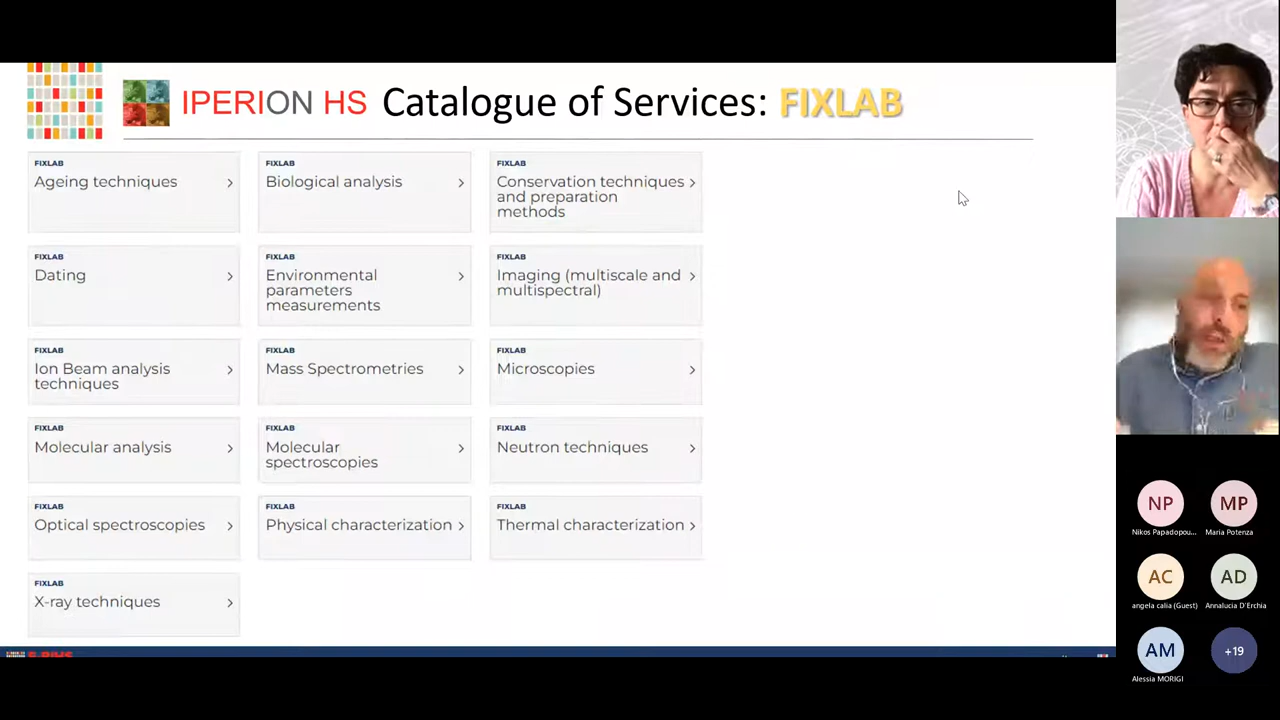 IPERION HS Catalogue of Services: FIXLAB
FIXLAB
Ageing techniques
FIXLAB
Biological analysis
FIXLAB
Conservation techniques
and preparation
methods
FIXLAB
Dating
FIXLAB
Environmental
parameters
measurements
FIXLAB
Imaging (multiscale and
multispectral)
FIXLAB
Ion Beam analysis
techniques
FIXLAB
Mass Spectrometries
FIXLAB
Microscopies
FIXLAB
Molecular analysis
FIXLAB
Molecular
spectroscopies
FIXLAB
Neutron techniques
FIXLAB
Optical spectroscopies
FIXLAB
Physical characterization
FIXLAB
Thermal characterization
FIXLAB
X-ray techniques
NP
Nikos Papadopou...
MP
Maria Potenza
AC
angela calia (Guest)
AD
Annalucia D'Erchia
AM
Alessia MORIGI
+19